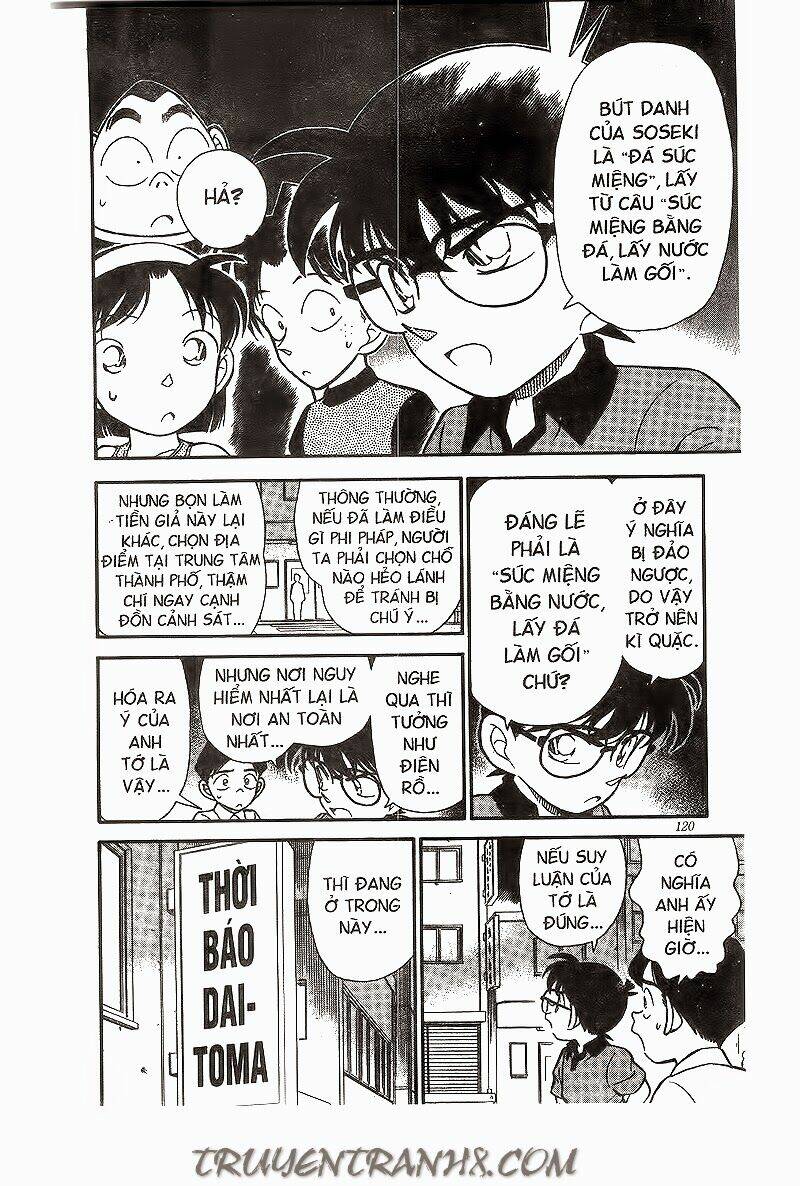 BÚT DANH
CỦA SOSEKI
LÀ "ĐÁ SÚC
MIỆNG", LẤY
TỪ CÂU "SÚC
MIỆNG BẰNG
ĐÁ, LẤY NƯỚC
LÀM GỐI".
HẢ?
Ở ĐÂY
Ý NGHĨA
BỊ ĐẢO
NGƯỢC,
DO VẬY
TRỞ NÊN
KÌ QUẶC.
ĐÁNG LẼ
PHẢI LÀ
"SÚC MIỆNG
BẰNG NƯỚC,
LẤY ĐÁ
LÀM GỐI"
CHỨ?
THÔNG THƯỜNG,
NẾU ĐÃ LÀM ĐIỀU
GÌ PHI PHÁP, NGƯỜI
TA PHẢI CHỌN CHỖ
NÀO HẺO LÁNH
ĐỂ TRÁNH BỊ
CHÚ Ý...
NHƯNG BỌN LÀM
TIỀN GIẢ NÀY LẠI
KHÁC, CHỌN ĐỊA
ĐIỂM TẠI TRUNG TÂM
THÀNH PHỐ, THẬM
CHÍ NGAY CẠNH
ĐỒN CẢNH SÁT...
NGHE
QUA THÌ
TƯỞNG
NHƯ
ĐIÊN
RỒ...
NHƯNG NƠI NGUY
HIỂM NHẤT LẠI LÀ
NƠI AN TOÀN
NHẤT...
HÓA RA
Ý CỦA
ANH
TỚ LÀ
VẬY...
120
CÓ
NGHĨA
ANH ẤY
HIỆN
GIỜ...
NẾU SUY
LUẬN CỦA
TỚ LÀ
ĐÚNG...
THÌ ĐANG
Ở TRONG
NÀY...
THỜI
BÁO
DAI-
TOMA
TRUYENTRANH8.COM